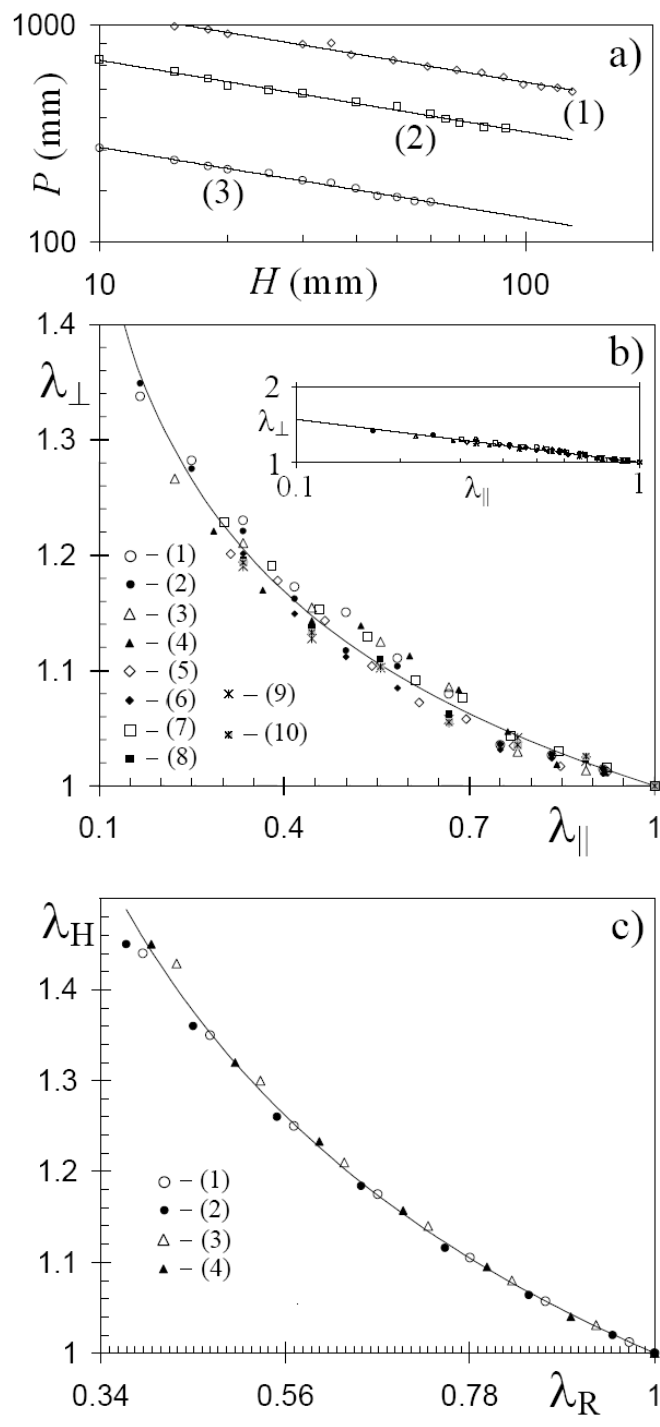 1000
a)
P (mm)
(1)
(2)
(3)
100
10
H (mm)
100
1.4
b)
λ⊥
2
λ⊥
1
0.1
λ||
1
1.3
1.2
○ – (1)
● – (2)
△ – (3)
▲ – (4)
◇ – (5)
◆ – (6)
□ – (7)
■ – (8)
– (9)
– (10)
1.1
1
0.1
0.4
0.7
λ||
1
λH
c)
1.4
1.3
1.2
○ – (1)
● – (2)
△ – (3)
▲ – (4)
1.1
1
0.34
0.56
0.78
λR
1